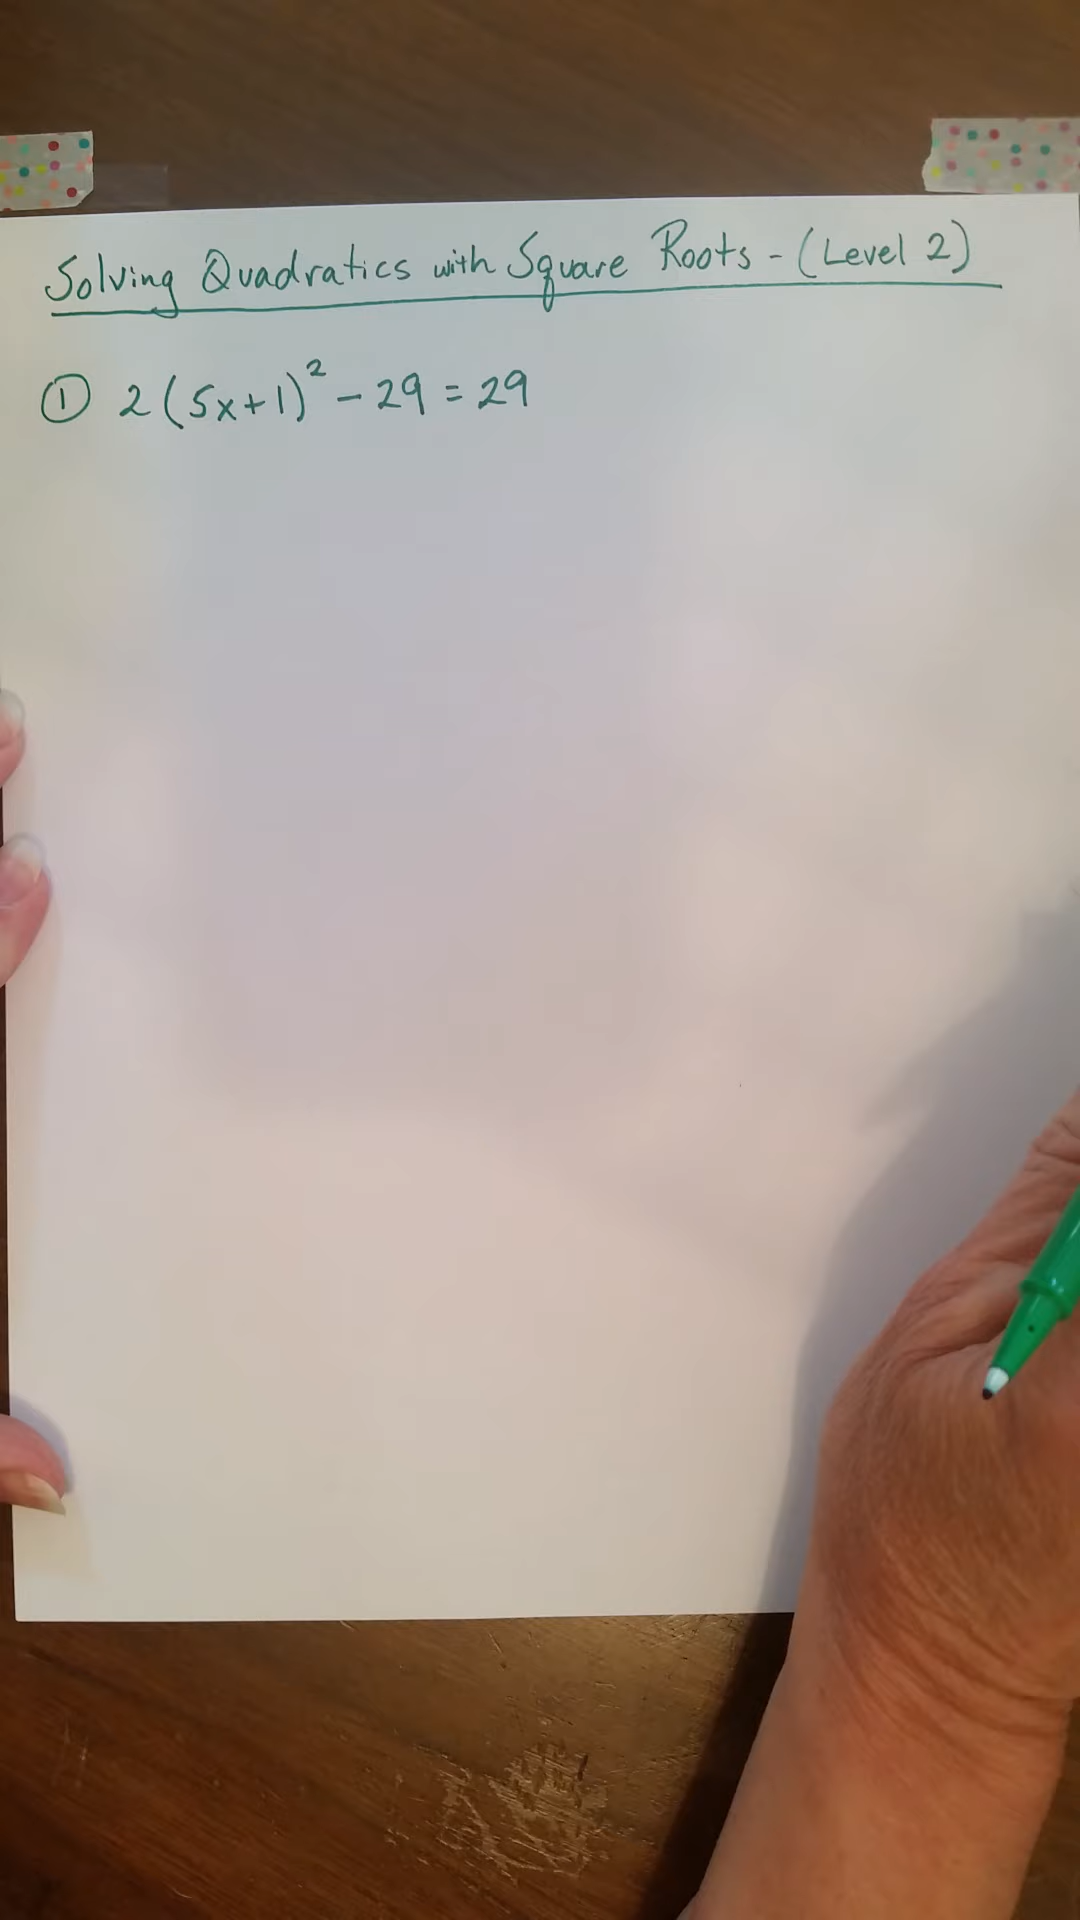 Solving Quadratics with Square Roots - (Level 2)
① 2(5x+1)² - 29 = 29